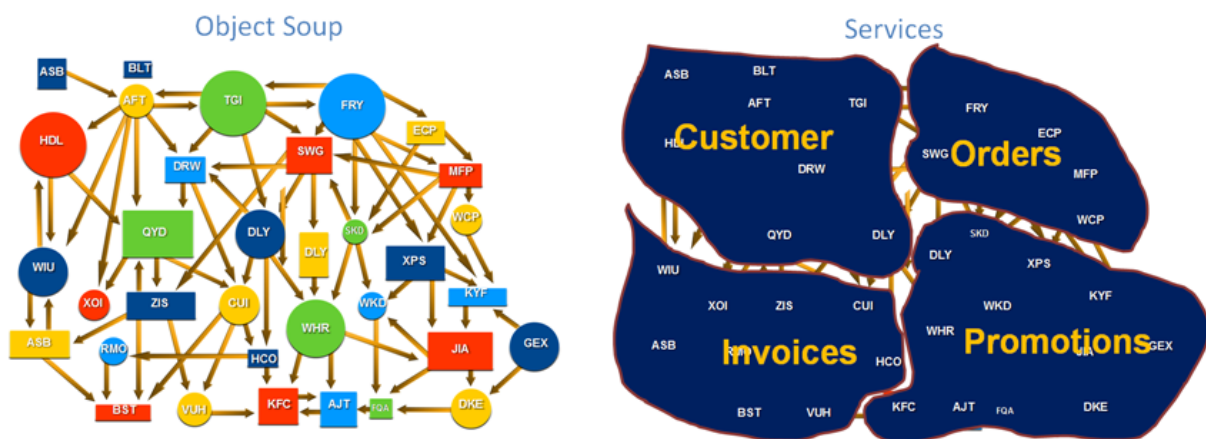 Object Soup
ASB
BLT
AFT
TGI
FRY
HDL
ECP
SWG
DRW
MFP
WCP
QYD
DLY
SKD
DLY
XPS
WIU
XOI
ZIS
CUI
WKD
KYF
WHR
ASB
RMO
HCO
JIA
GEX
BST
VUH
KFC
AJT
FQA
DKE
Services
ASB
BLT
AFT
TGI
Customer
DRW
QYD
DLY
FRY
ECP
SWG
Orders
MFP
WCP
WIU
XOI
ZIS
CUI
ASB
Invoices
HCO
BST
VUH
DLY
SKD
XPS
KYF
WKD
WHR
Promotions
JIA
GEX
KFC
AJT
FQA
DKE